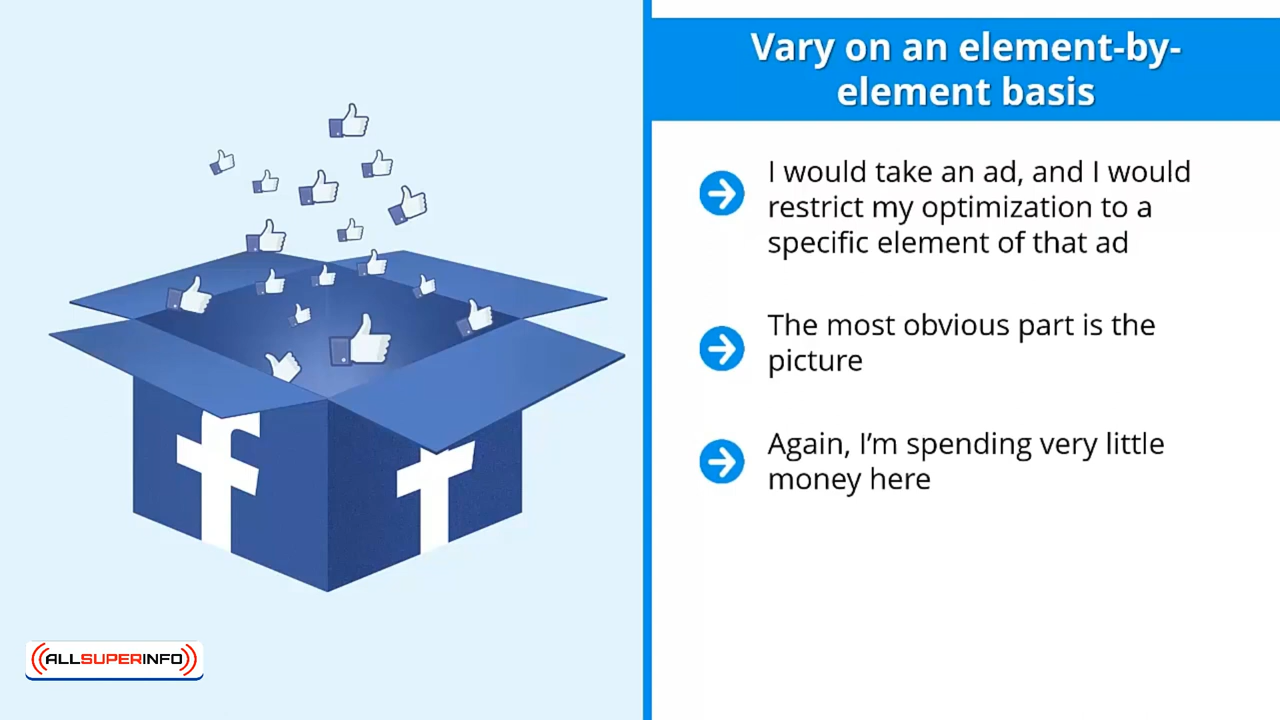 Vary on an element-by-
element basis
I would take an ad, and I would
restrict my optimization to a
specific element of that ad
The most obvious part is the
picture
Again, I’m spending very little
money here
f
f
ALLSUPERINFO